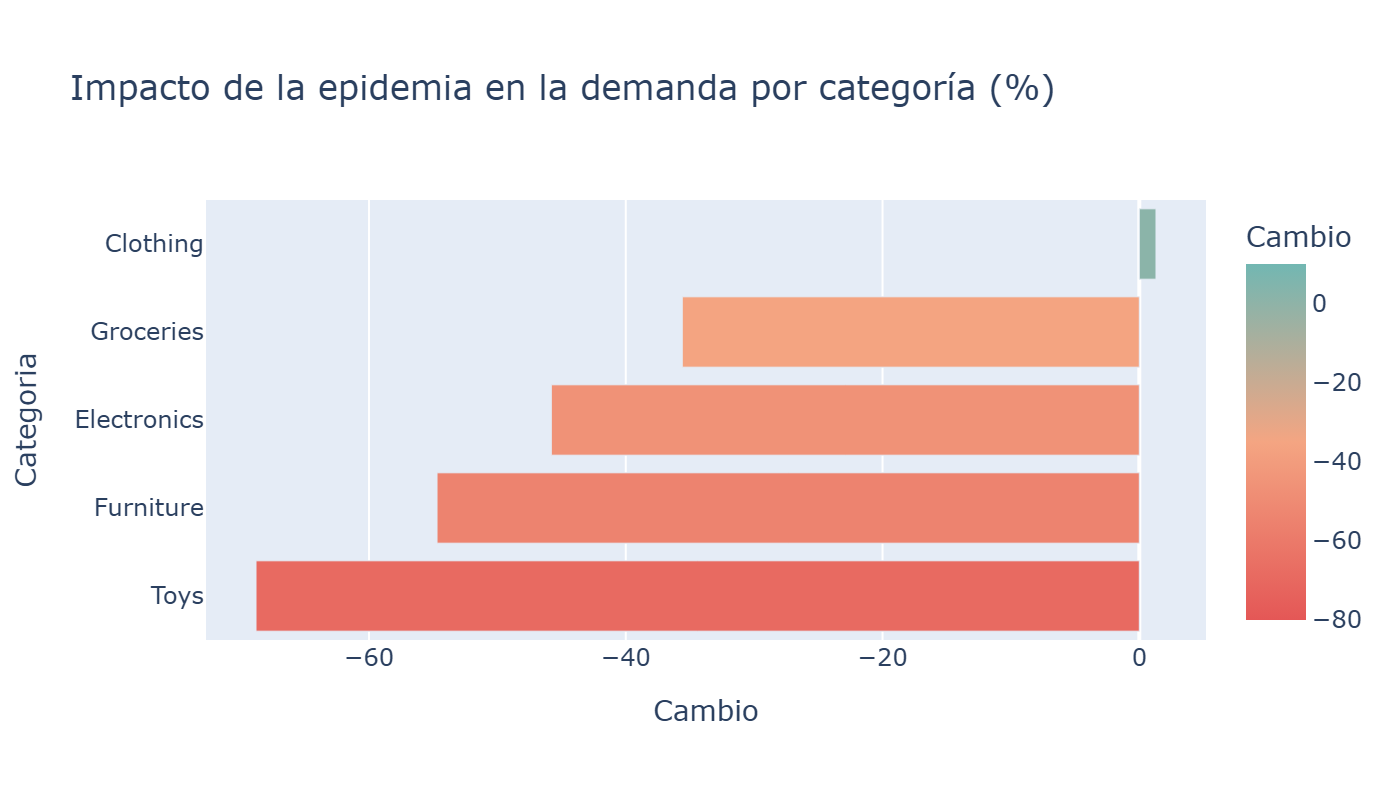 Impacto de la epidemia en la demanda por categoría (%)
Categoria
Clothing
Groceries
Electronics
Furniture
Toys
−60
−40
−20
0
Cambio
Cambio
0
−20
−40
−60
−80